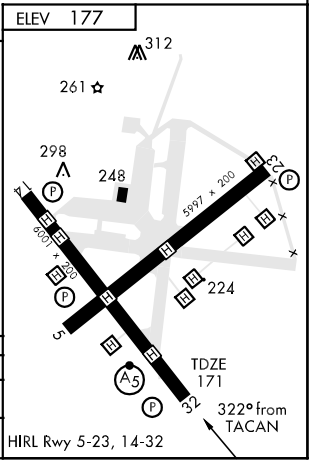 ELEV 177
312
261
298
P
248
14
H
23
P
5997 x 200
H
H
6001 x 200
H
H
H
H
H
H
224
P
H
H
5
H
H
TDZE
171
A5
P
32
322° from
TACAN
HIRL Rwy 5-23, 14-32